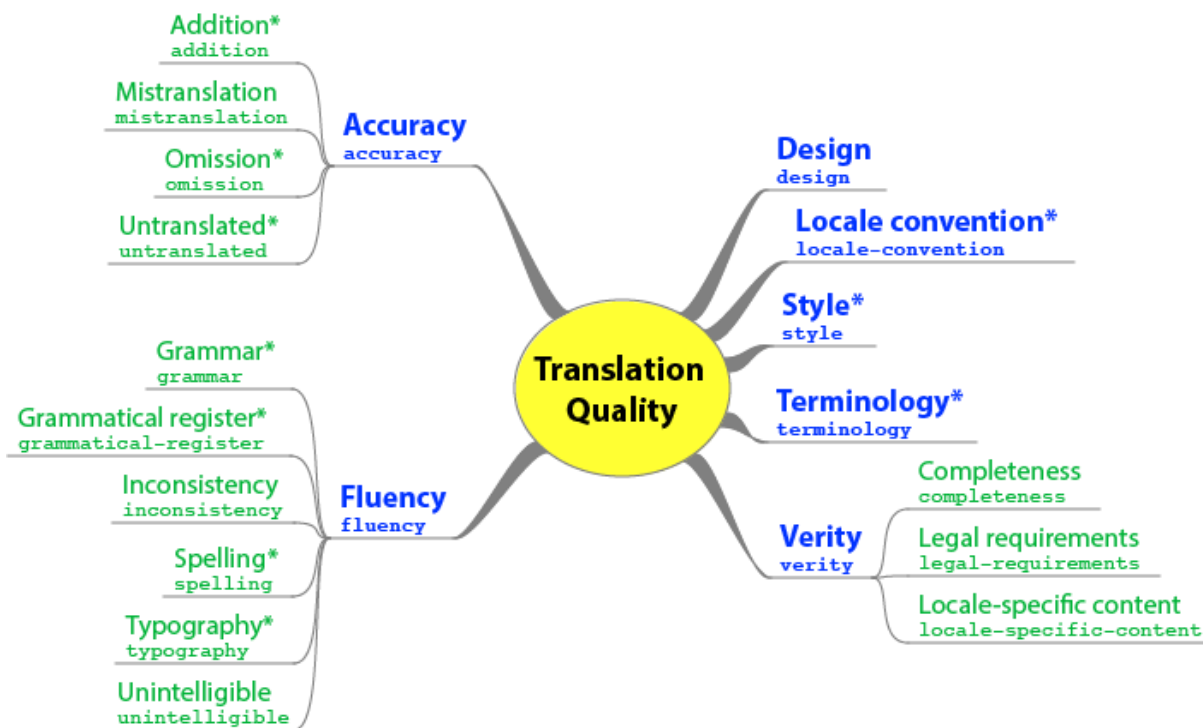 Addition*
addition
Mistranslation
mistranslation
Omission*
omission
Untranslated*
untranslated
Accuracy
accuracy
Grammar*
grammar
Grammatical register*
grammatical-register
Inconsistency
inconsistency
Spelling*
spelling
Typography*
typography
Unintelligible
unintelligible
Fluency
fluency
Translation
Quality
Design
design
Locale convention*
locale-convention
Style*
style
Terminology*
terminology
Verity
verity
Completeness
completeness
Legal requirements
legal-requirements
Locale-specific content
locale-specific-content